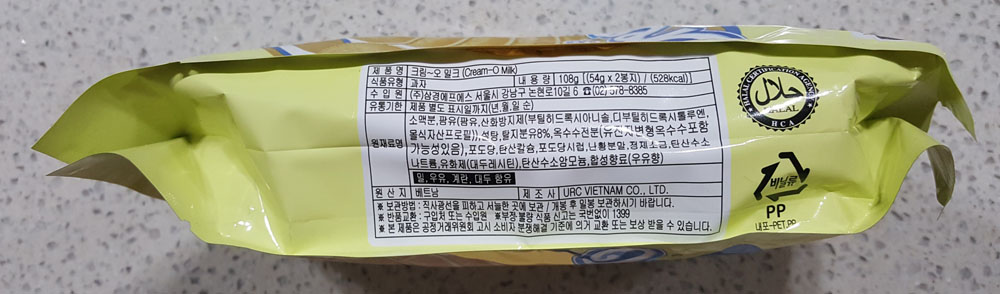 제 품 명 크림~오 밀크 (Cream-O Milk)
식품유형 과자 내 용 량 108g [54g x 2봉지] / (528kcal)
수 입 원 (주)삼경에프에스 서울시 강남구 논현로10길 6 ☎(02) 578-8385
유통기한 제품 별도 표시일까지(년,월,일 순)
원재료명 소맥분,팜유{팜유,산화방지제(부틸히드록시아니솔,디부틸히드록시톨루엔,
몰식자산프로필)},설탕,탈지분유8%,옥수수전분(유전자변형옥수수포함
가능성있음),포도당,탄산칼슘,포도당시럽,난황분말,정제소금,탄산수소
나트륨,유화제(대두레시틴),탄산수소암모늄,합성향료(우유향)
밀,우유,계란,대두 함유
원 산 지 베트남 제 조 사 URC VIETNAM CO., LTD.
※ 보관방법 : 직사광선을 피하고 서늘한 곳에 보관 / 개봉 후 밀봉 보관하시기 바랍니다.
※ 반품교환 : 구입처 또는 수입원 ※부정·불량 식품 신고는 국번없이 1399
※ 본 제품은 공정거래위원회 고시 소비자 분쟁해결 기준에 의거 교환 또는 보상 받을 수 있습니다.
HALAL CERTIFICATION AGENCY
حلال
HALAL
HCA
비닐류
PP
내포-PET,PP